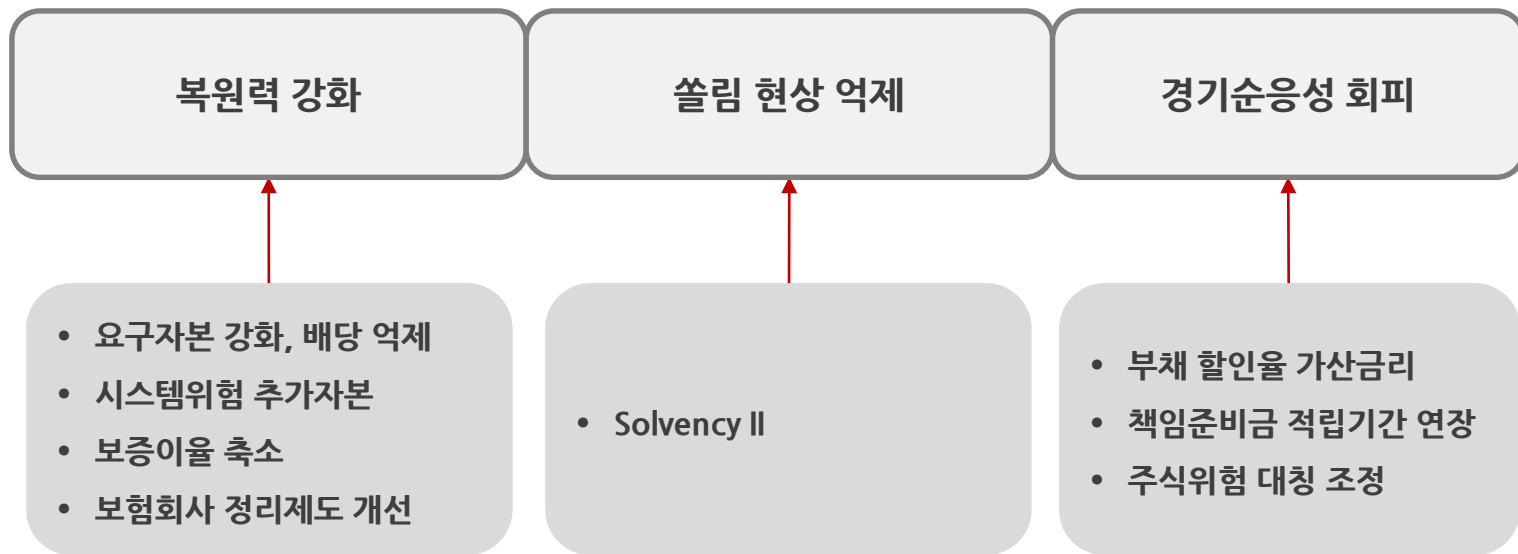 복원력 강화
쏠림 현상 억제
경기순응성 회피
• 요구자본 강화, 배당 억제
• 시스템위험 추가자본
• 보증이율 축소
• 보험회사 정리제도 개선
• Solvency Ⅱ
• 부채 할인율 가산금리
• 책임준비금 적립기간 연장
• 주식위험 대칭 조정